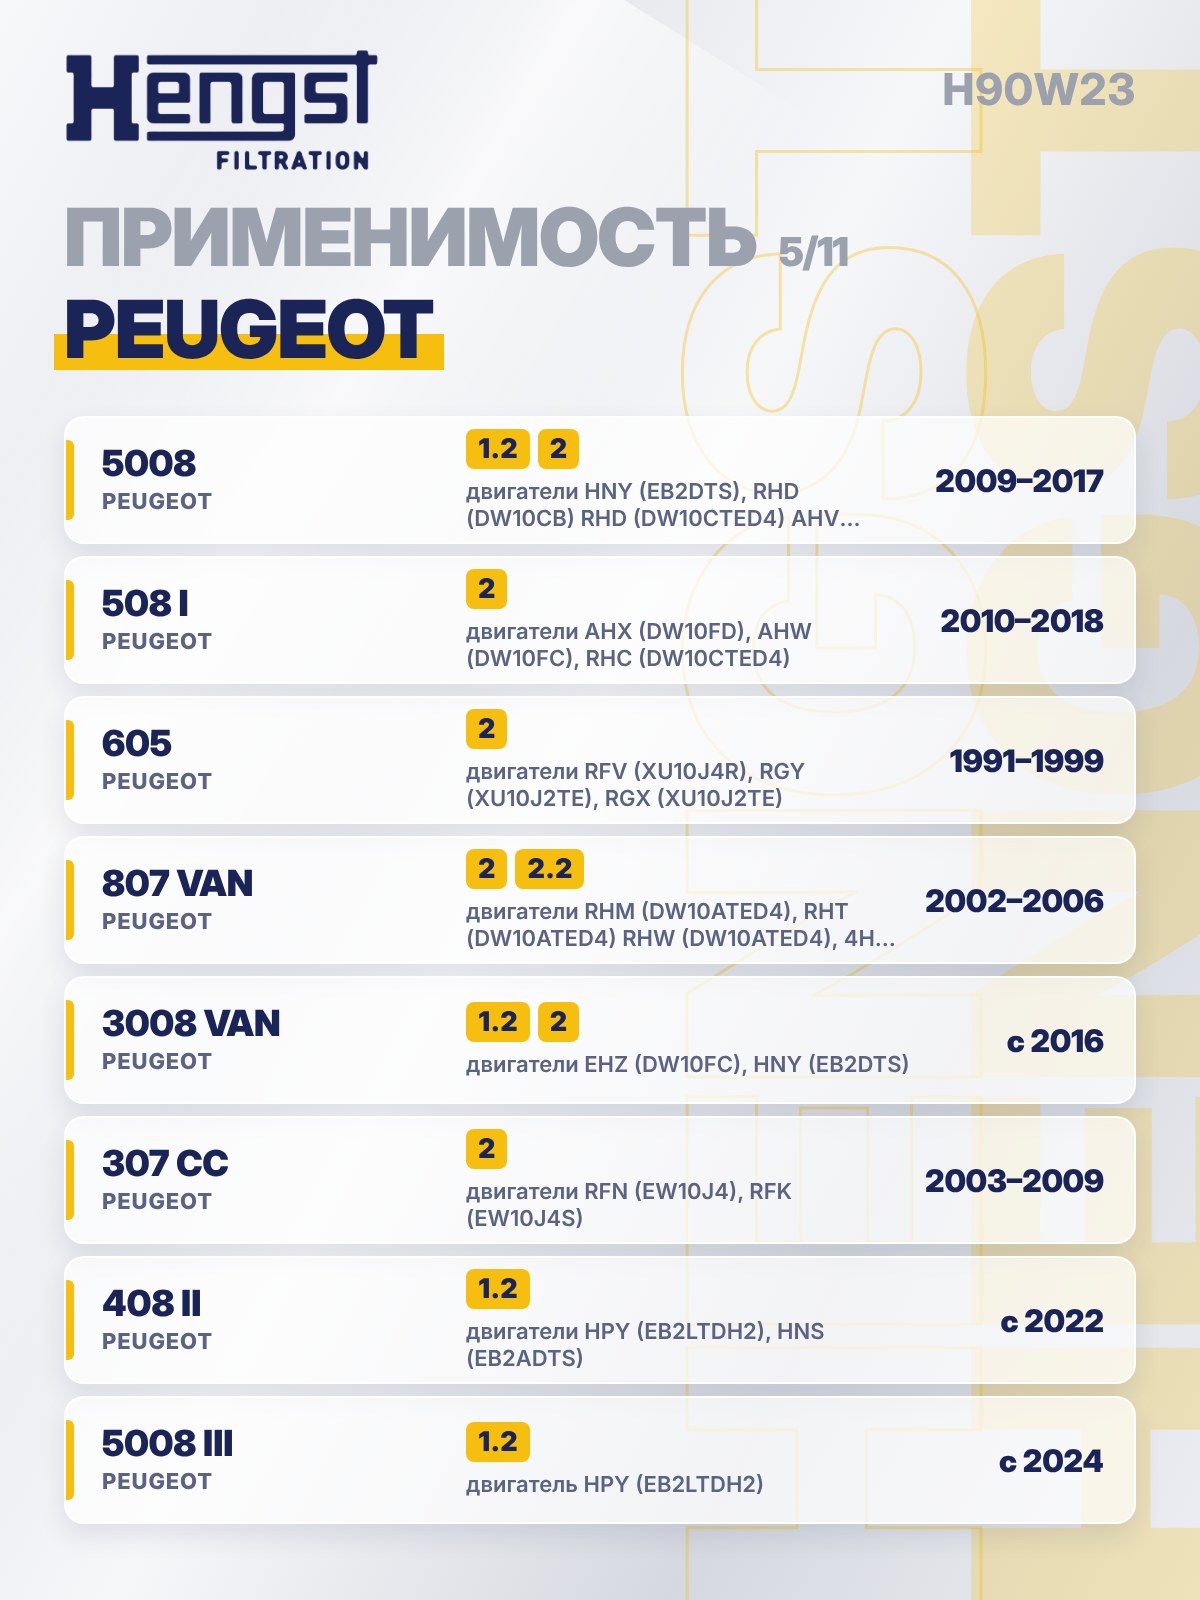 Hengst
FILTRATION
H90W23
ПРИМЕНИМОСТЬ 5/11
PEUGEOT
5008
PEUGEOT
1.2 2
двигатели HNY (EB2DTS), RHD
(DW10CB) RHD (DW10CTED4) AHV...
2009–2017
508 I
PEUGEOT
2
двигатели AHX (DW10FD), AHW
(DW10FC), RHC (DW10CTED4)
2010–2018
605
PEUGEOT
2
двигатели RFV (XU10J4R), RGY
(XU10J2TE), RGX (XU10J2TE)
1991–1999
807 VAN
PEUGEOT
2 2.2
двигатели RHM (DW10ATED4), RHT
(DW10ATED4) RHW (DW10ATED4), 4H...
2002–2006
3008 VAN
PEUGEOT
1.2 2
двигатели EHZ (DW10FC), HNY (EB2DTS)
с 2016
307 CC
PEUGEOT
2
двигатели RFN (EW10J4), RFK
(EW10J4S)
2003–2009
408 II
PEUGEOT
1.2
двигатели HPY (EB2LTDH2), HNS
(EB2ADTS)
с 2022
5008 III
PEUGEOT
1.2
двигатель HPY (EB2LTDH2)
с 2024
HENGST
HENGST